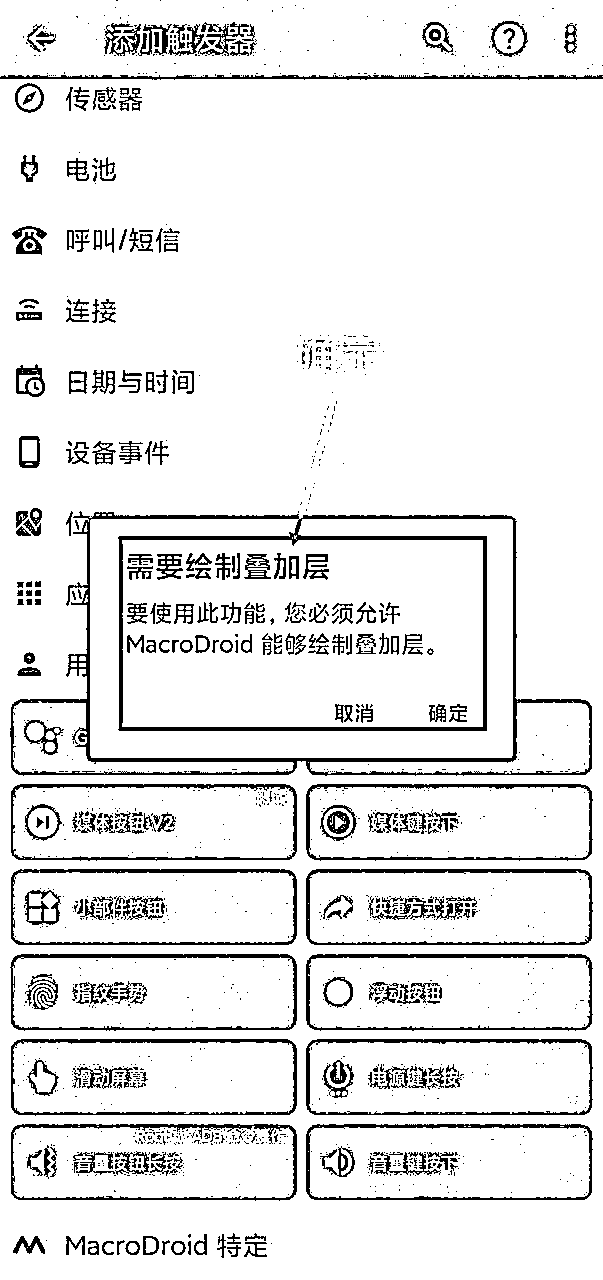 添加触发器
传感器
电池
呼叫/短信
连接
提示
日期与时间
设备事件
位置
需要绘制叠加层
应
要使用此功能，您必须允许
MacroDroid 能够绘制叠加层。
用
取消 确定
媒体按钮V2 媒体键按下
小部件按钮 快捷方式打开
指纹手势 浮动按钮
滑动屏幕 电源键长按
音量按钮长按 音量键按下
MacroDroid 特定